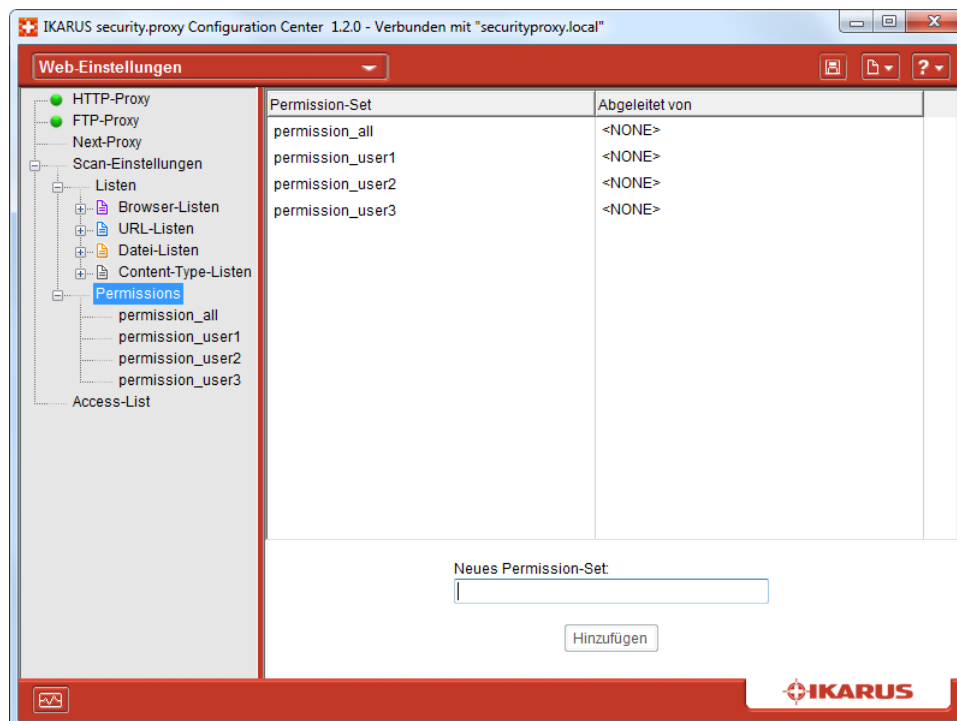 IKARUS security.proxy Configuration Center 1.2.0 - Verbunden mit "securityproxy.local"
Web-Einstellungen
HTTP-Proxy
FTP-Proxy
Next-Proxy
Scan-Einstellungen
Listen
Browser-Listen
URL-Listen
Datei-Listen
Content-Type-Listen
Permissions
permission_all
permission_user1
permission_user2
permission_user3
Access-List
Permission-Set Abgeleitet von
permission_all <NONE>
permission_user1 <NONE>
permission_user2 <NONE>
permission_user3 <NONE>
Neues Permission-Set:
Hinzufügen
IKARUS